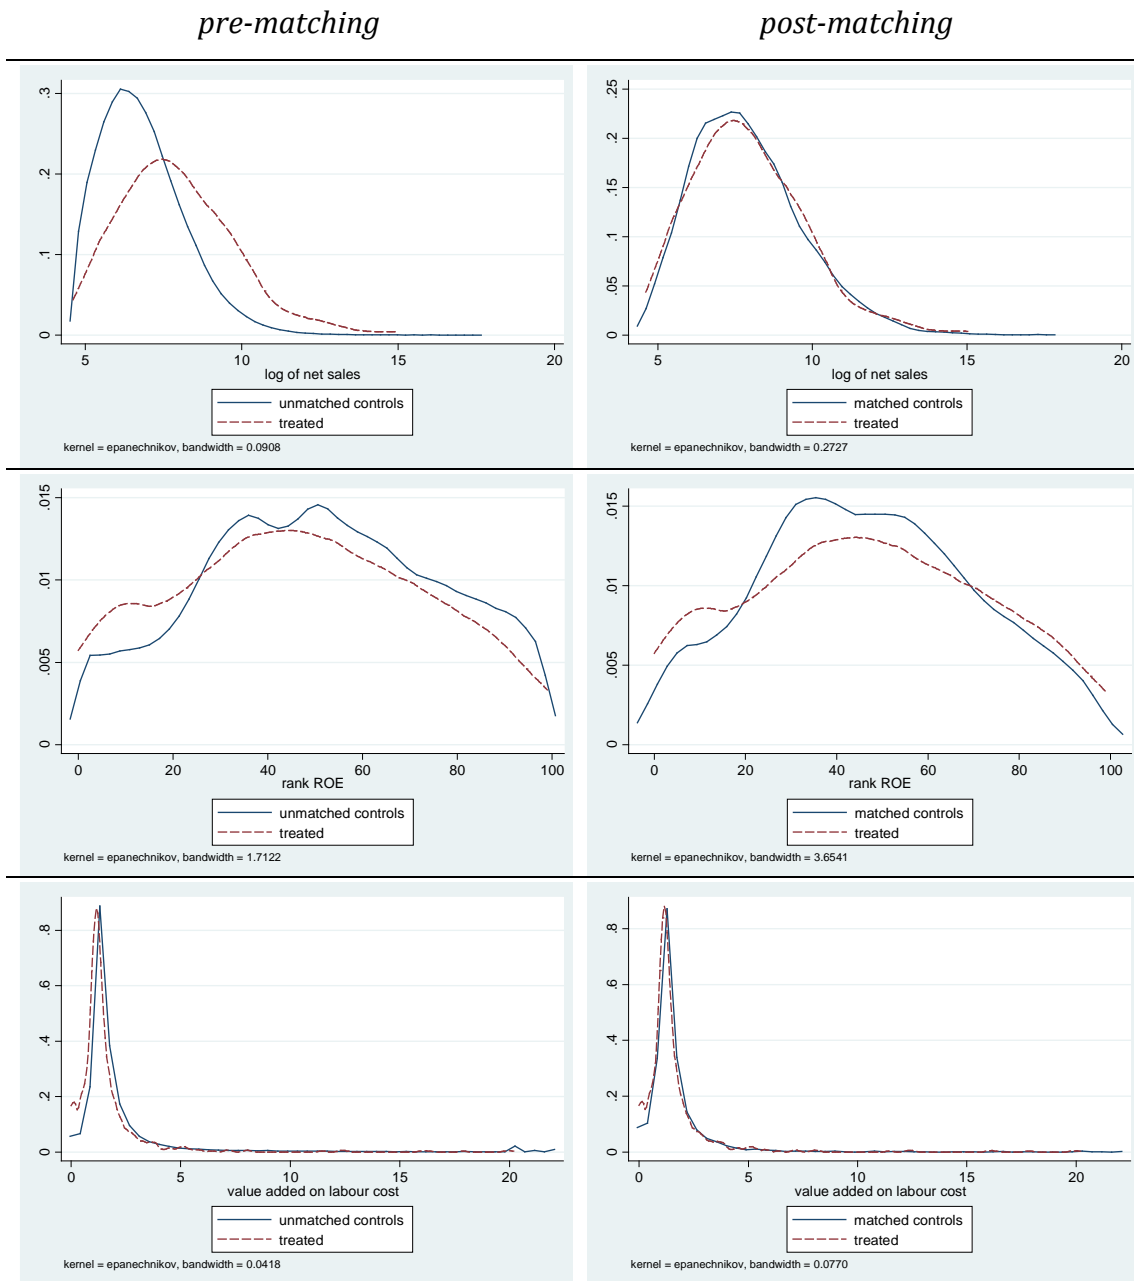 pre-matching
post-matching
.3
.2
.1
0
5
10
15
20
log of net sales
unmatched controls
treated
kernel = epanechnikov, bandwidth = 0.0908
.25
.2
.15
.1
.05
0
5
10
15
20
log of net sales
matched controls
treated
kernel = epanechnikov, bandwidth = 0.2727
.015
.01
.005
0
0
20
40
60
80
100
rank ROE
unmatched controls
treated
kernel = epanechnikov, bandwidth = 1.7122
.015
.01
.005
0
0
20
40
60
80
100
rank ROE
matched controls
treated
kernel = epanechnikov, bandwidth = 3.6541
.8
.6
.4
.2
0
0
5
10
15
20
value added on labour cost
unmatched controls
treated
kernel = epanechnikov, bandwidth = 0.0418
.8
.6
.4
.2
0
0
5
10
15
20
value added on labour cost
matched controls
treated
kernel = epanechnikov, bandwidth = 0.0770